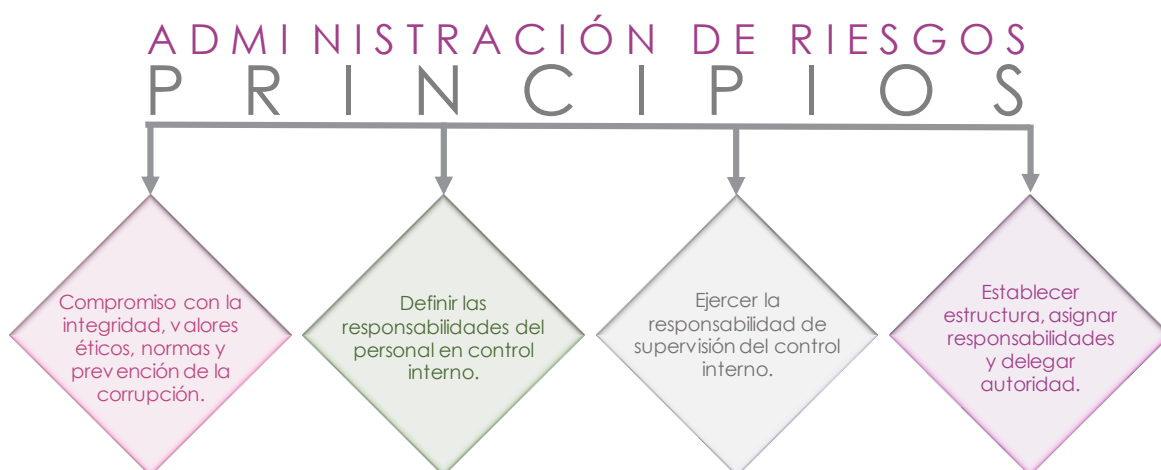 ADMINISTRACIÓN DE RIESGOS
PRINCIPIOS
Compromiso con la
integridad, valores
éticos, normas y
prevención de la
corrupción.
Definir las
responsabilidades del
personal en control
interno.
Ejercer la
responsabilidad de
supervisión del control
interno.
Establecer
estructura, asignar
responsabilidades
y delegar
autoridad.